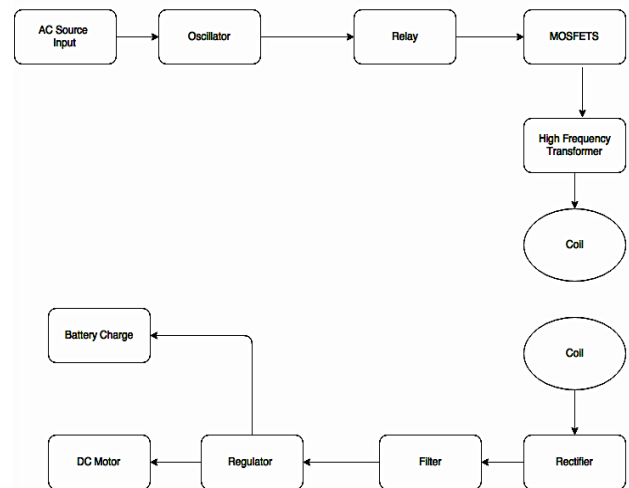 AC Source
Input
Oscillator
Relay
MOSFETS
High Frequency
Transformer
Coil
Coil
Battery Charge
DC Motor
Regulator
Filter
Rectifier